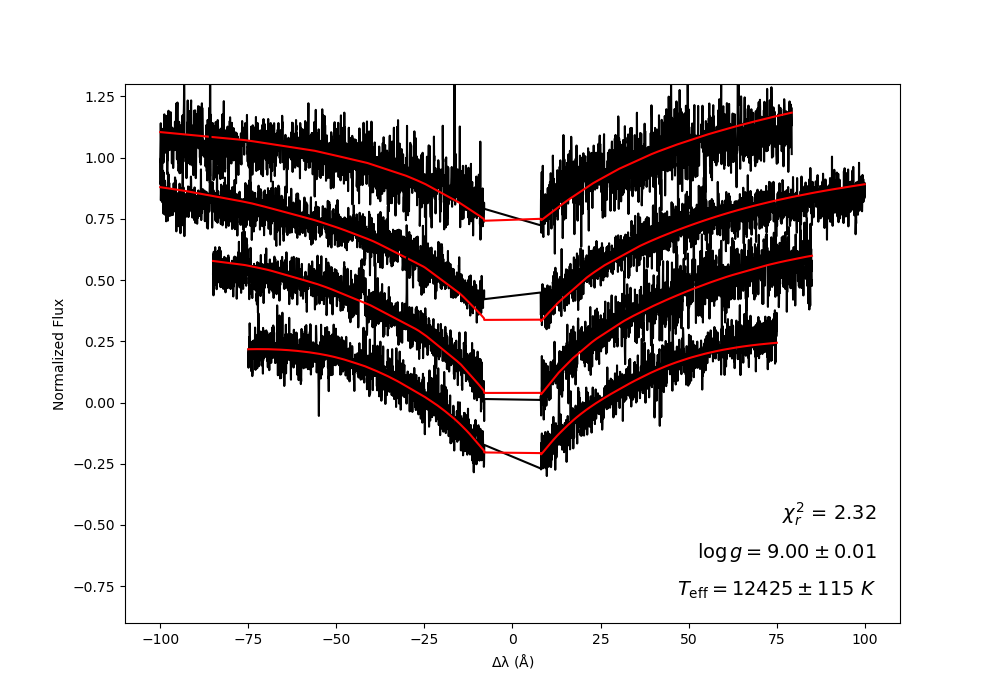 1.25
1.00
0.75
0.50
0.25
0.00
−0.25
−0.50
−0.75
Normalized Flux
χ²ᵣ = 2.32
log g = 9.00 ± 0.01
T_eff = 12425 ± 115 K
−100 −75 −50 −25 0 25 50 75 100
Δλ (Å)